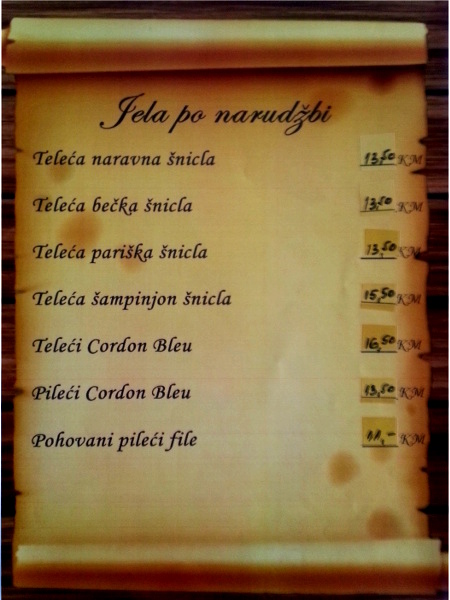 Jela po narudžbi
Teleća naravna šnicla 13,50 KM
Teleća bečka šnicla 13,50 KM
Teleća pariška šnicla 13,50 KM
Teleća šampinjon šnicla 15,50 KM
Teleći Cordon Bleu 16,50 KM
Pileći Cordon Bleu 13,50 KM
Pohovani pileći file 11,- KM